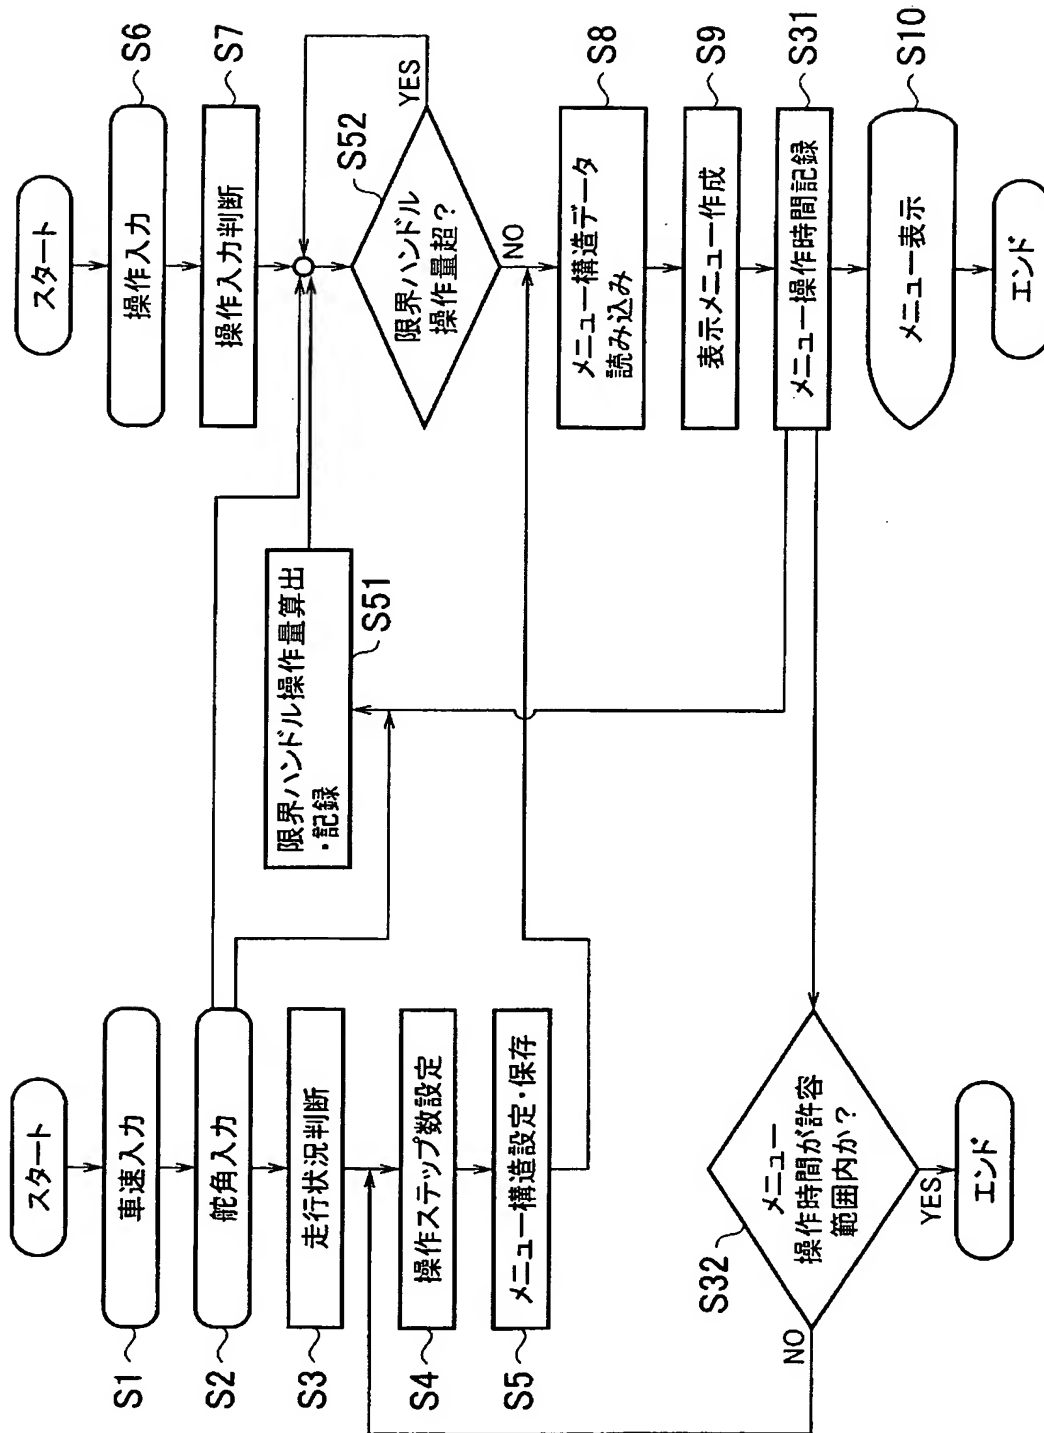 スタート
S1
車速入力
S2
舵角入力
S3
走行状況判断
S4
操作ステップ数設定
S5
メニュー構造設定・保存
S32
メニュー
操作時間が許容
範囲内か？
NO
YES
エンド
限界ハンドル操作量算出
・記録
S51
スタート
操作入力
S6
操作入力判断
S7
限界ハンドル
操作量超？
S52
YES
NO
メニュー構造データ
読み込み
S8
表示メニュー作成
S9
メニュー操作時間記録
S31
メニュー表示
S10
エンド